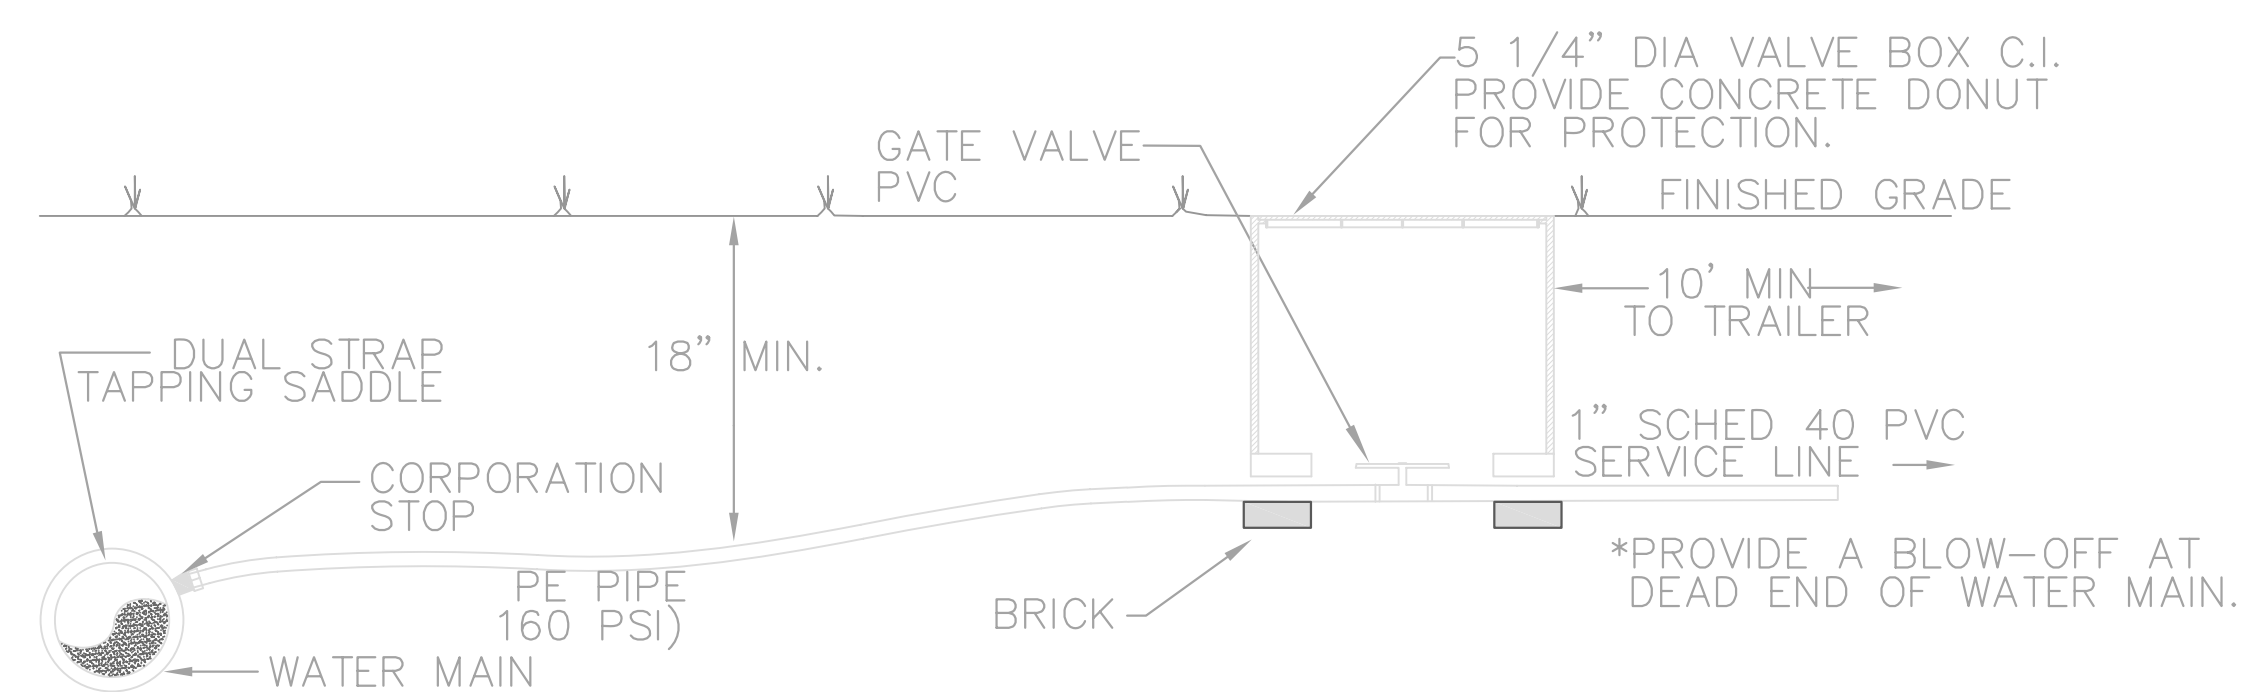 5 1/4" DIA VALVE BOX C.I.
PROVIDE CONCRETE DONUT
FOR PROTECTION.
GATE VALVE
PVC
FINISHED GRADE
10' MIN
TO TRAILER
18" MIN.
DUAL STRAP
TAPPING SADDLE
1" SCHED 40 PVC
SERVICE LINE
CORPORATION
STOP
*PROVIDE A BLOW-OFF AT
DEAD END OF WATER MAIN.
PE PIPE
160 PSI)
BRICK
WATER MAIN